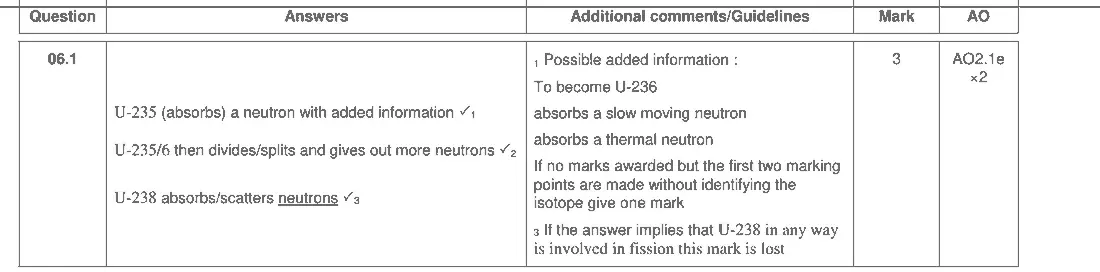 Question Answers Additional comments/Guidelines Mark AO
06.1 ₁ Possible added information : 3 AO2.1e
×2
To become U-236
U-235 (absorbs) a neutron with added information ✓₁ absorbs a slow moving neutron
absorbs a thermal neutron
U-235/6 then divides/splits and gives out more neutrons ✓₂
If no marks awarded but the first two marking
points are made without identifying the
isotope give one mark
U-238 absorbs/scatters neutrons ✓₃
₃ If the answer implies that U-238 in any way
is involved in fission this mark is lost